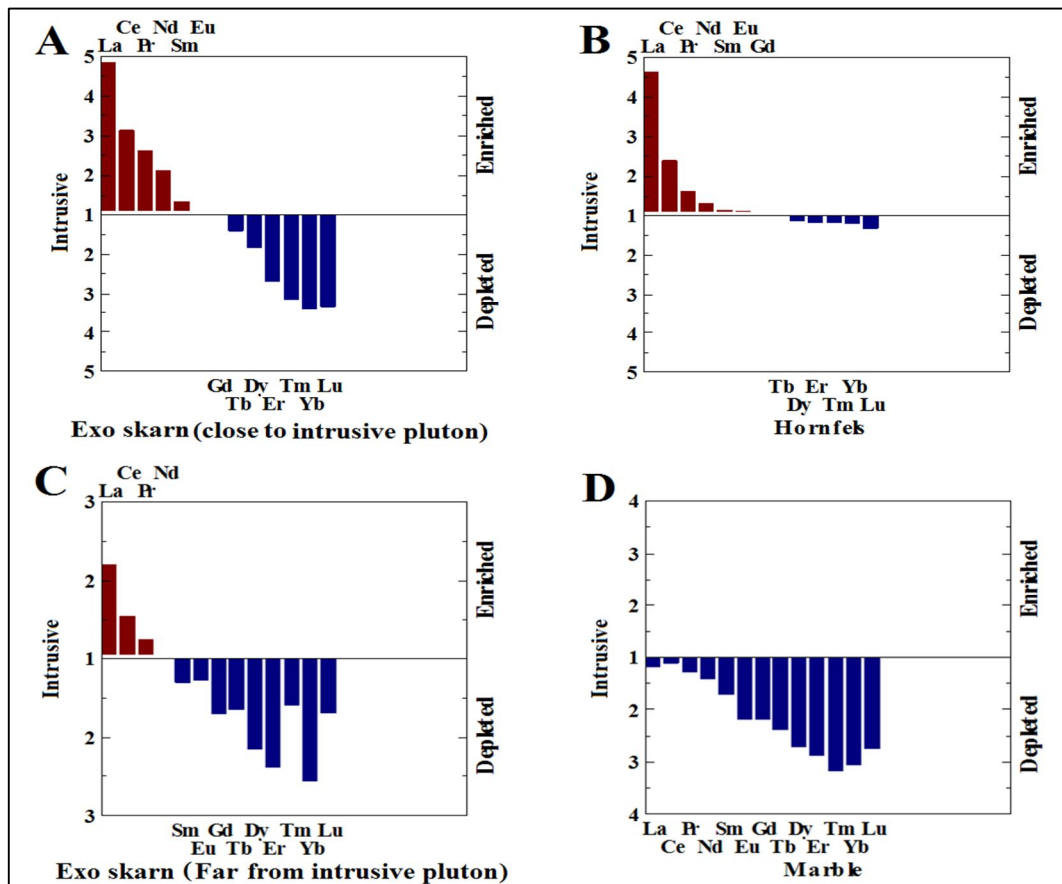 A
Ce Nd Eu
La Pr Sm
5
4
3
2
1
2
3
4
5
Intrusive
Enriched
Depleted
Gd Dy Tm Lu
Tb Er Yb
Exo skarn (close to intrusive pluton)
B
Ce Nd Eu
La Pr Sm Gd
5
4
3
2
1
2
3
4
5
Intrusive
Enriched
Depleted
Tb Er Yb
Dy Tm Lu
Hornfels
C
Ce Nd
La Pr
3
2
1
2
3
Intrusive
Enriched
Depleted
Sm Gd Dy Tm Lu
Eu Tb Er Yb
Exo skarn (Far from intrusive pluton)
D
4
3
2
1
2
3
4
Intrusive
Enriched
Depleted
La Pr Sm Gd Dy Tm Lu
Ce Nd Eu Tb Er Yb
Marble